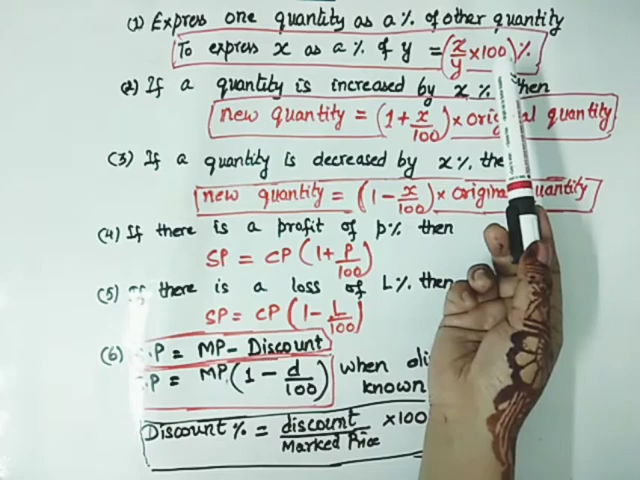 (1) Express one quantity as a % of other quantity
To express x as a % of y = (x/y × 100) %
(2) If a quantity is increased by x % then
new quantity = (1 + x/100) × original quantity
(3) If a quantity is decreased by x %. the
new quantity = (1 - x/100) × original quantity
(4) If there is a profit of p% then
SP = CP (1 + P/100)
(5) If there is a loss of L%. then
SP = CP (1 - L/100)
(6) S.P = MP - Discount
S.P = MP (1 - d/100) when
known
Discount % = discount/Marked Price × 100